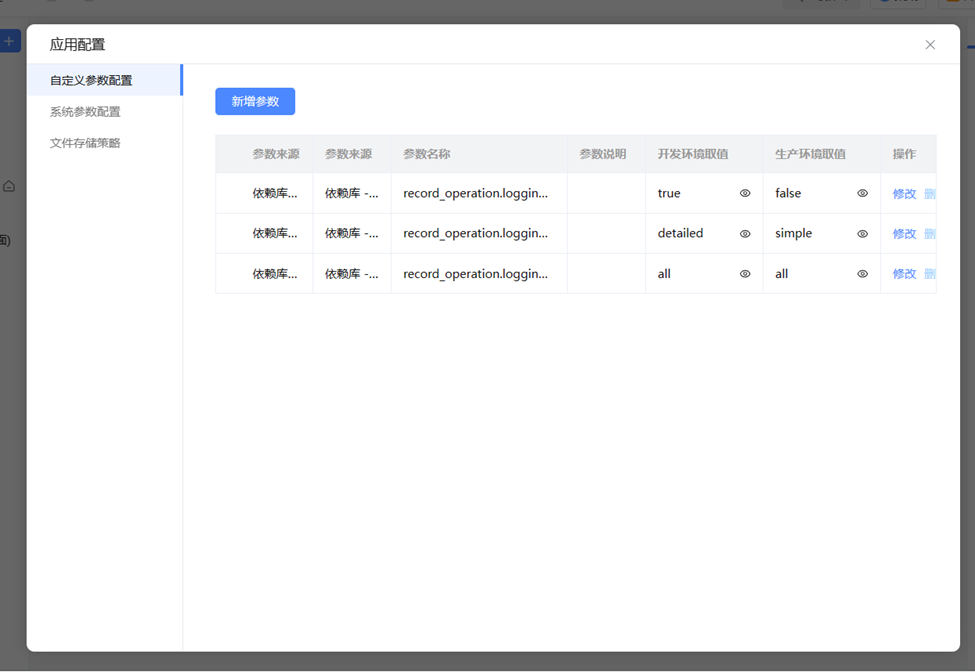 应用配置
自定义参数配置
系统参数配置
文件存储策略
新增参数
参数来源 参数来源 参数名称 参数说明 开发环境取值 生产环境取值 操作
依赖库... 依赖库 -... record_operation.loggin... true false 修改 删
依赖库... 依赖库 -... record_operation.loggin... detailed simple 修改 删
依赖库... 依赖库 -... record_operation.loggin... all all 修改 删
面)